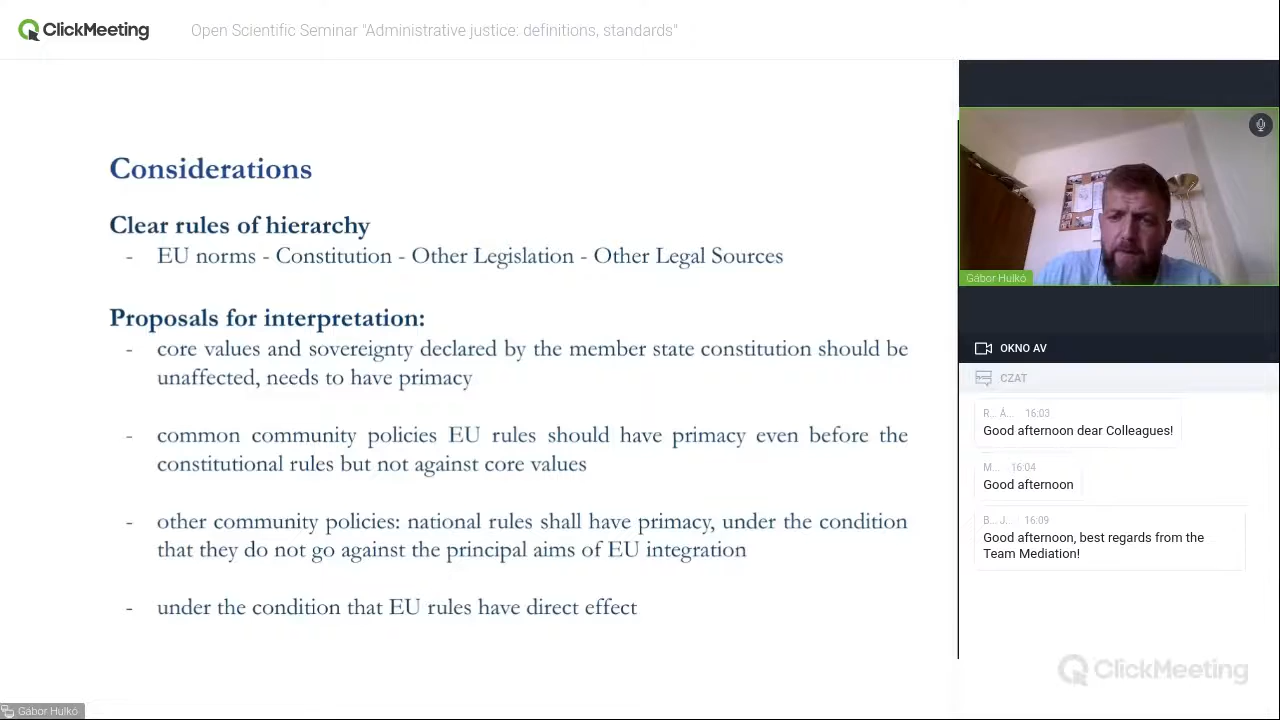 ClickMeeting
Open Scientific Seminar "Administrative justice: definitions, standards"
Considerations
Clear rules of hierarchy
- EU norms - Constitution - Other Legislation - Other Legal Sources
Proposals for interpretation:
- core values and sovereignty declared by the member state constitution should be
unaffected, needs to have primacy
- common community policies EU rules should have primacy even before the
constitutional rules but not against core values
- other community policies: national rules shall have primacy, under the condition
that they do not go against the principal aims of EU integration
- under the condition that EU rules have direct effect
Gábor Hulkó
Gábor Hulkó
OKNO AV
CZAT
R... Á... 16:03
Good afternoon dear Colleagues!
M... 16:04
Good afternoon
B... J... 16:09
Good afternoon, best regards from the
Team Mediation!
ClickMeeting